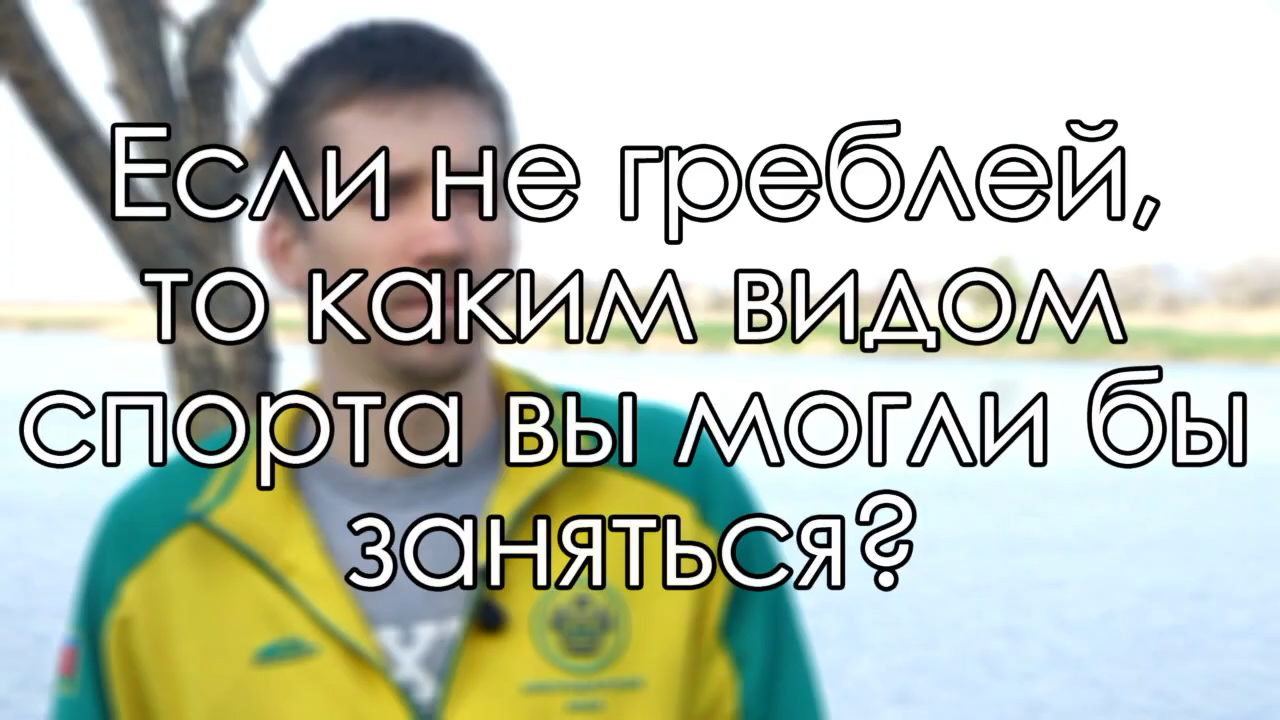 Если не греблей,
то каким видом
спорта вы могли бы
заняться?